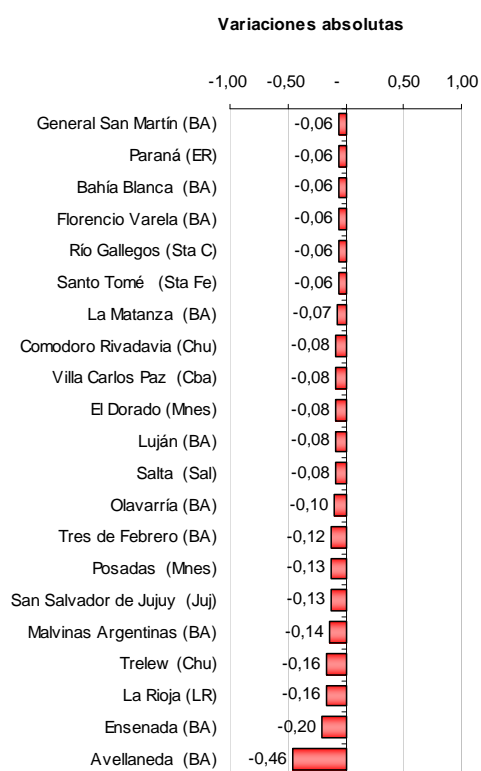 Variaciones absolutas
-1,00 -0,50 - 0,50 1,00
General San Martín (BA) -0,06
Paraná (ER) -0,06
Bahía Blanca (BA) -0,06
Florencio Varela (BA) -0,06
Río Gallegos (Sta C) -0,06
Santo Tomé (Sta Fe) -0,06
La Matanza (BA) -0,07
Comodoro Rivadavia (Chu) -0,08
Villa Carlos Paz (Cba) -0,08
El Dorado (Mnes) -0,08
Luján (BA) -0,08
Salta (Sal) -0,08
Olavarría (BA) -0,10
Tres de Febrero (BA) -0,12
Posadas (Mnes) -0,13
San Salvador de Jujuy (Juj) -0,13
Malvinas Argentinas (BA) -0,14
Trelew (Chu) -0,16
La Rioja (LR) -0,16
Ensenada (BA) -0,20
Avellaneda (BA) -0,46